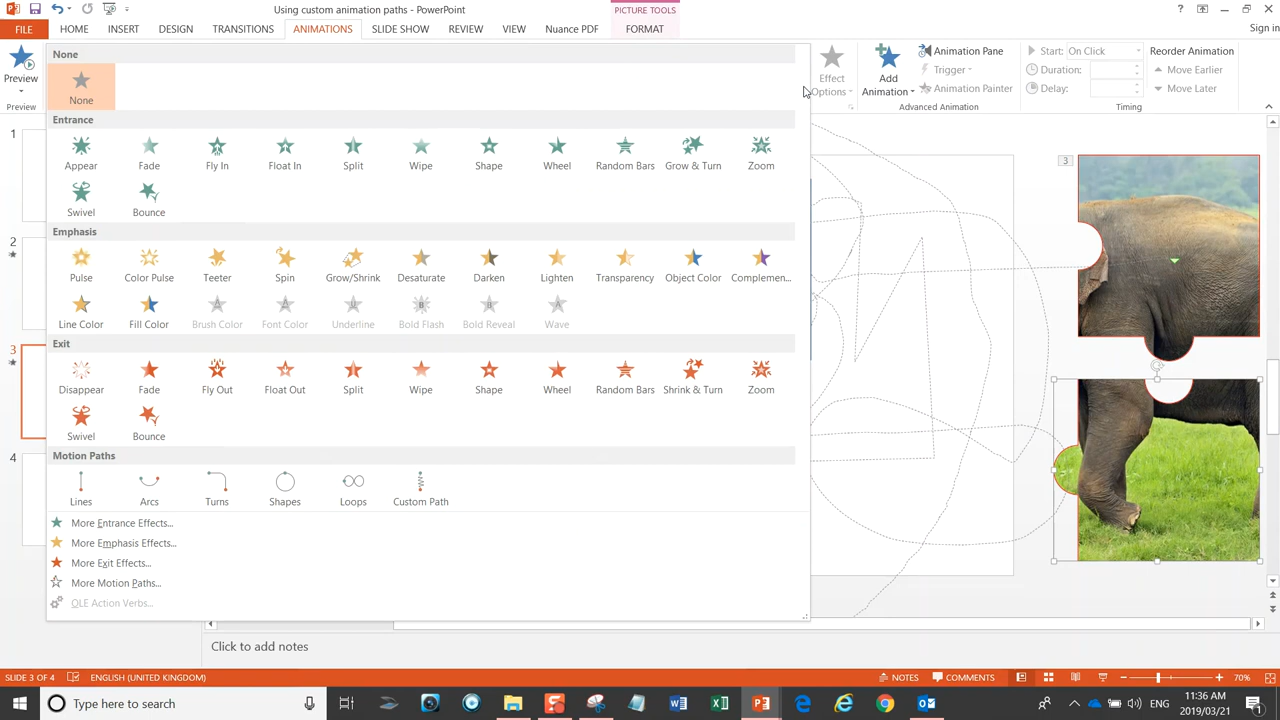 Using custom animation paths - PowerPoint
PICTURE TOOLS
FILE HOME INSERT DESIGN TRANSITIONS ANIMATIONS SLIDE SHOW REVIEW VIEW Nuance PDF FORMAT
Sign in
Preview
Preview
Effect Options
Add Animation
Animation Pane
Trigger
Animation Painter
Advanced Animation
Start: On Click
Duration:
Delay:
Reorder Animation
Move Earlier
Move Later
Timing
None
None
Entrance
Appear Fade Fly In Float In Split Wipe Shape Wheel Random Bars Grow & Turn Zoom
Swivel Bounce
Emphasis
Pulse Color Pulse Teeter Spin Grow/Shrink Desaturate Darken Lighten Transparency Object Color Complemen...
Line Color Fill Color Brush Color Font Color Underline Bold Flash Bold Reveal Wave
Exit
Disappear Fade Fly Out Float Out Split Wipe Shape Wheel Random Bars Shrink & Turn Zoom
Swivel Bounce
Motion Paths
Lines Arcs Turns Shapes Loops Custom Path
More Entrance Effects...
More Emphasis Effects...
More Exit Effects...
More Motion Paths...
OLE Action Verbs...
1
2
3
4
3
Click to add notes
SLIDE 3 OF 4 ENGLISH (UNITED KINGDOM) NOTES COMMENTS 70%
Type here to search
11:36 AM
2019/03/21